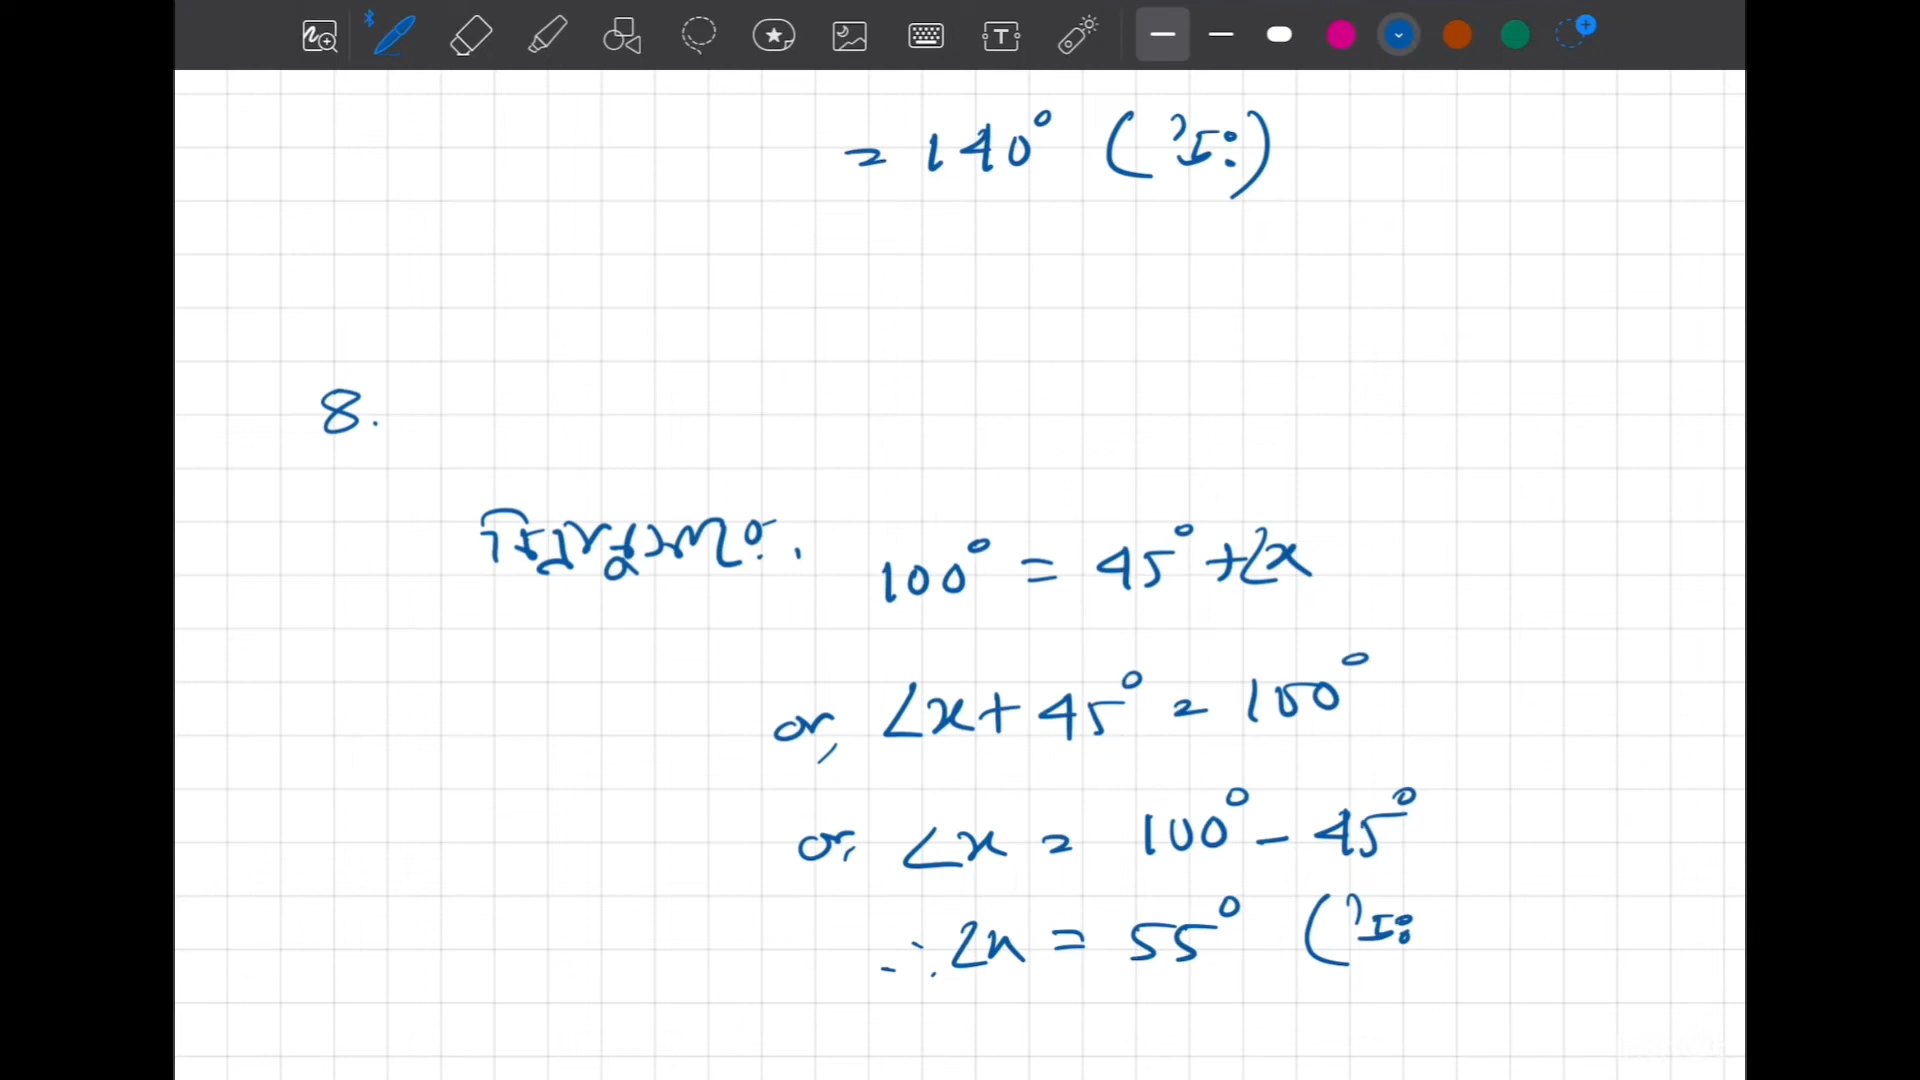 = 140° (
8.
100° = 45° + ∠x
or, ∠x + 45° = 100°
or, ∠x = 100° - 45°
∴ ∠x = 55° (